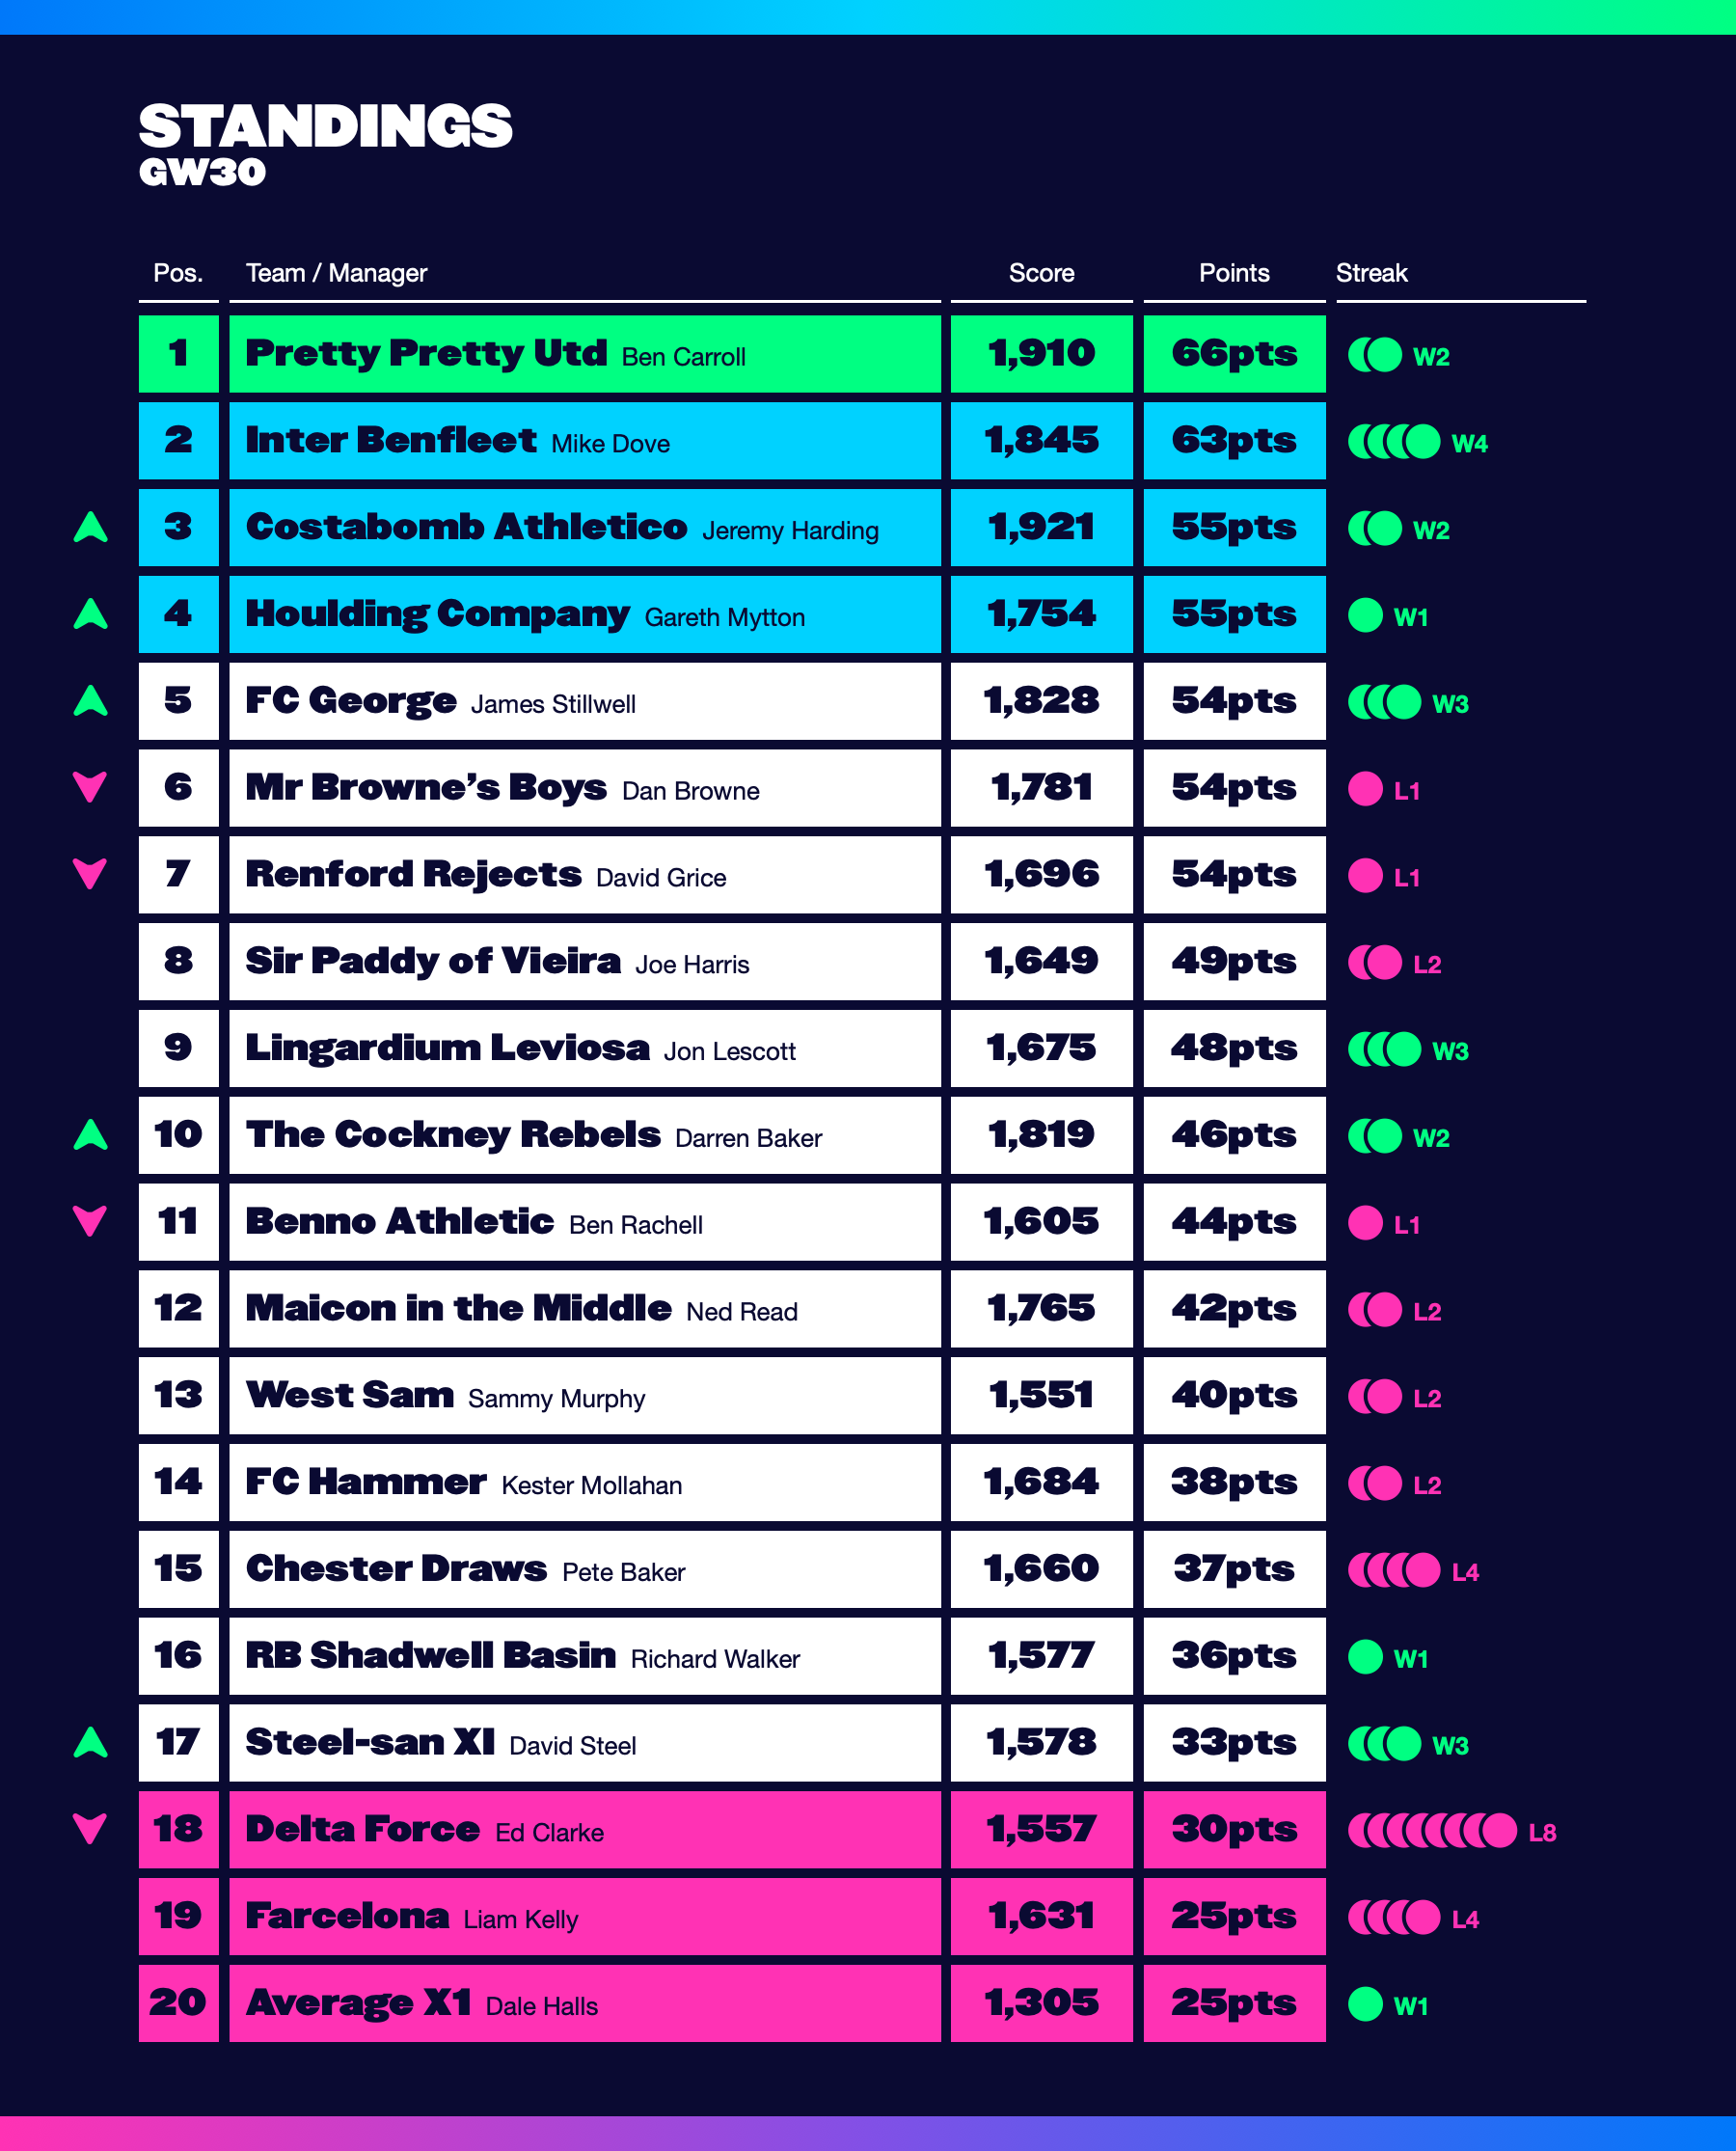 STANDINGS
GW30
Pos. Team / Manager Score Points Streak
1 Pretty Pretty Utd Ben Carroll 1,910 66pts W2
2 Inter Benfleet Mike Dove 1,845 63pts W4
3 Costabomb Athletico Jeremy Harding 1,921 55pts W2
4 Houlding Company Gareth Mytton 1,754 55pts W1
5 FC George James Stillwell 1,828 54pts W3
6 Mr Browne’s Boys Dan Browne 1,781 54pts L1
7 Renford Rejects David Grice 1,696 54pts L1
8 Sir Paddy of Vieira Joe Harris 1,649 49pts L2
9 Lingardium Leviosa Jon Lescott 1,675 48pts W3
10 The Cockney Rebels Darren Baker 1,819 46pts W2
11 Benno Athletic Ben Rachell 1,605 44pts L1
12 Maicon in the Middle Ned Read 1,765 42pts L2
13 West Sam Sammy Murphy 1,551 40pts L2
14 FC Hammer Kester Mollahan 1,684 38pts L2
15 Chester Draws Pete Baker 1,660 37pts L4
16 RB Shadwell Basin Richard Walker 1,577 36pts W1
17 Steel-san XI David Steel 1,578 33pts W3
18 Delta Force Ed Clarke 1,557 30pts L8
19 Farcelona Liam Kelly 1,631 25pts L4
20 Average X1 Dale Halls 1,305 25pts W1